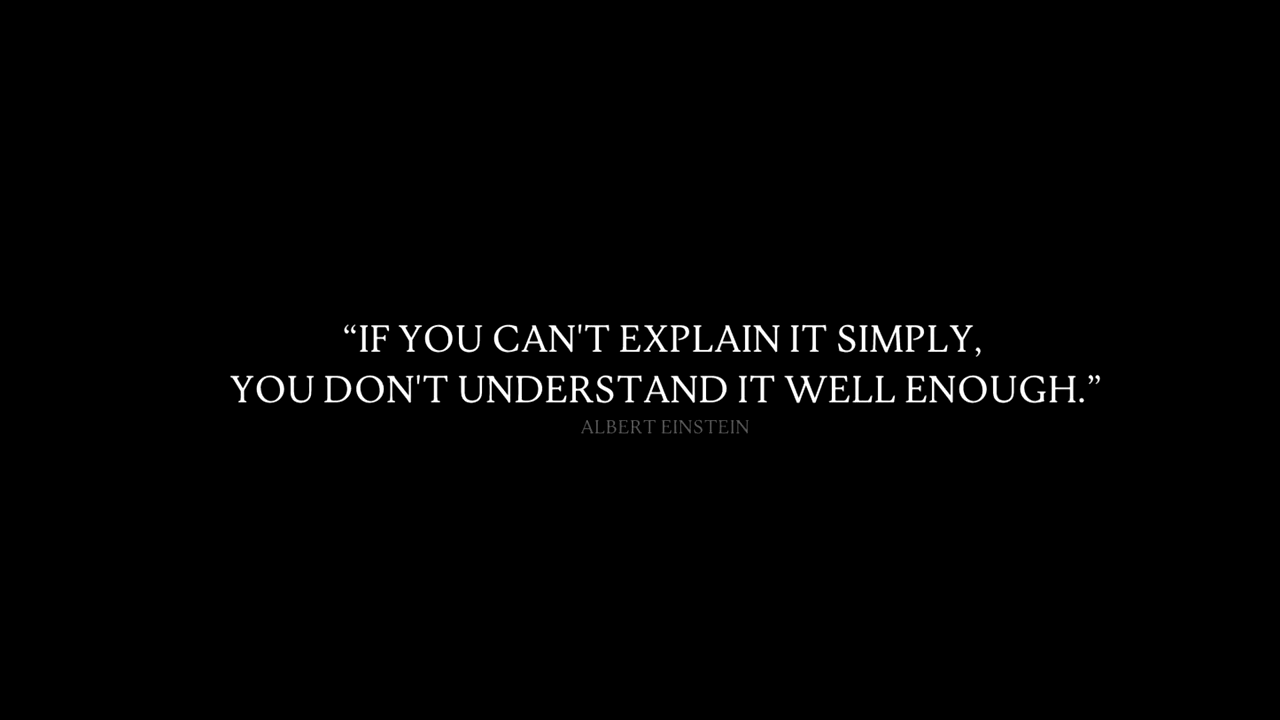 “IF YOU CAN'T EXPLAIN IT SIMPLY,
YOU DON'T UNDERSTAND IT WELL ENOUGH.”
ALBERT EINSTEIN